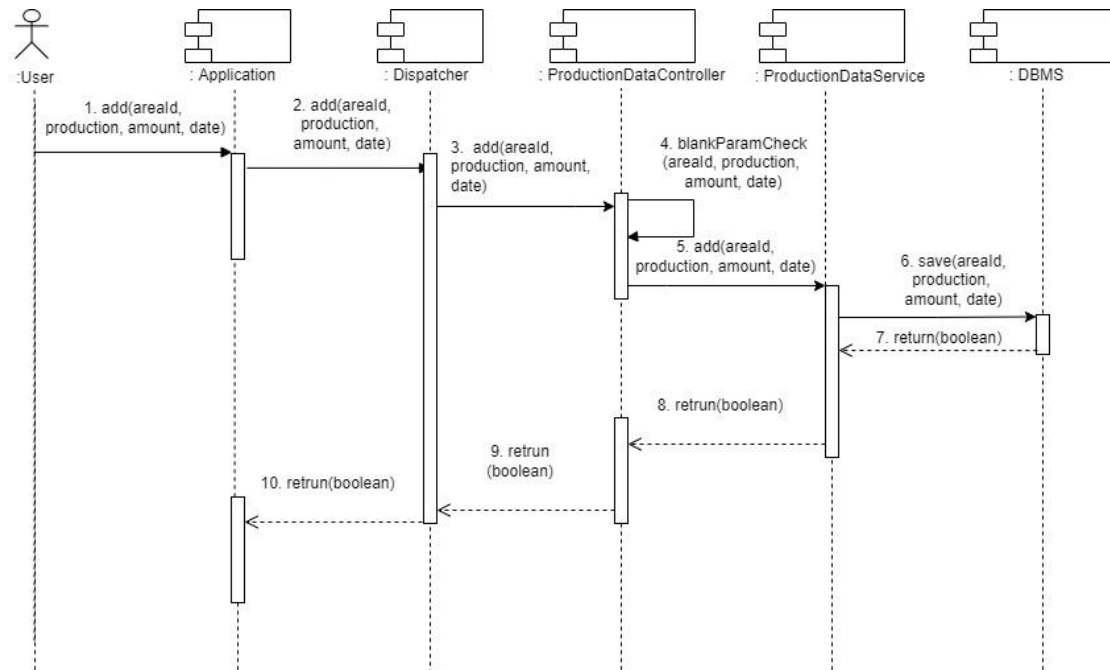 :User
: Application
: Dispatcher
: ProductionDataController
: ProductionDataService
: DBMS
1. add(areaId,
production, amount, date)
2. add(areaId,
production,
amount, date)
3. add(areaId,
production, amount,
date)
4. blankParamCheck
(areaId, production,
amount, date)
5. add(areaId,
production, amount, date)
6. save(areaId,
production,
amount, date)
7. return(boolean)
8. retrun(boolean)
9. retrun
(boolean)
10. retrun(boolean)